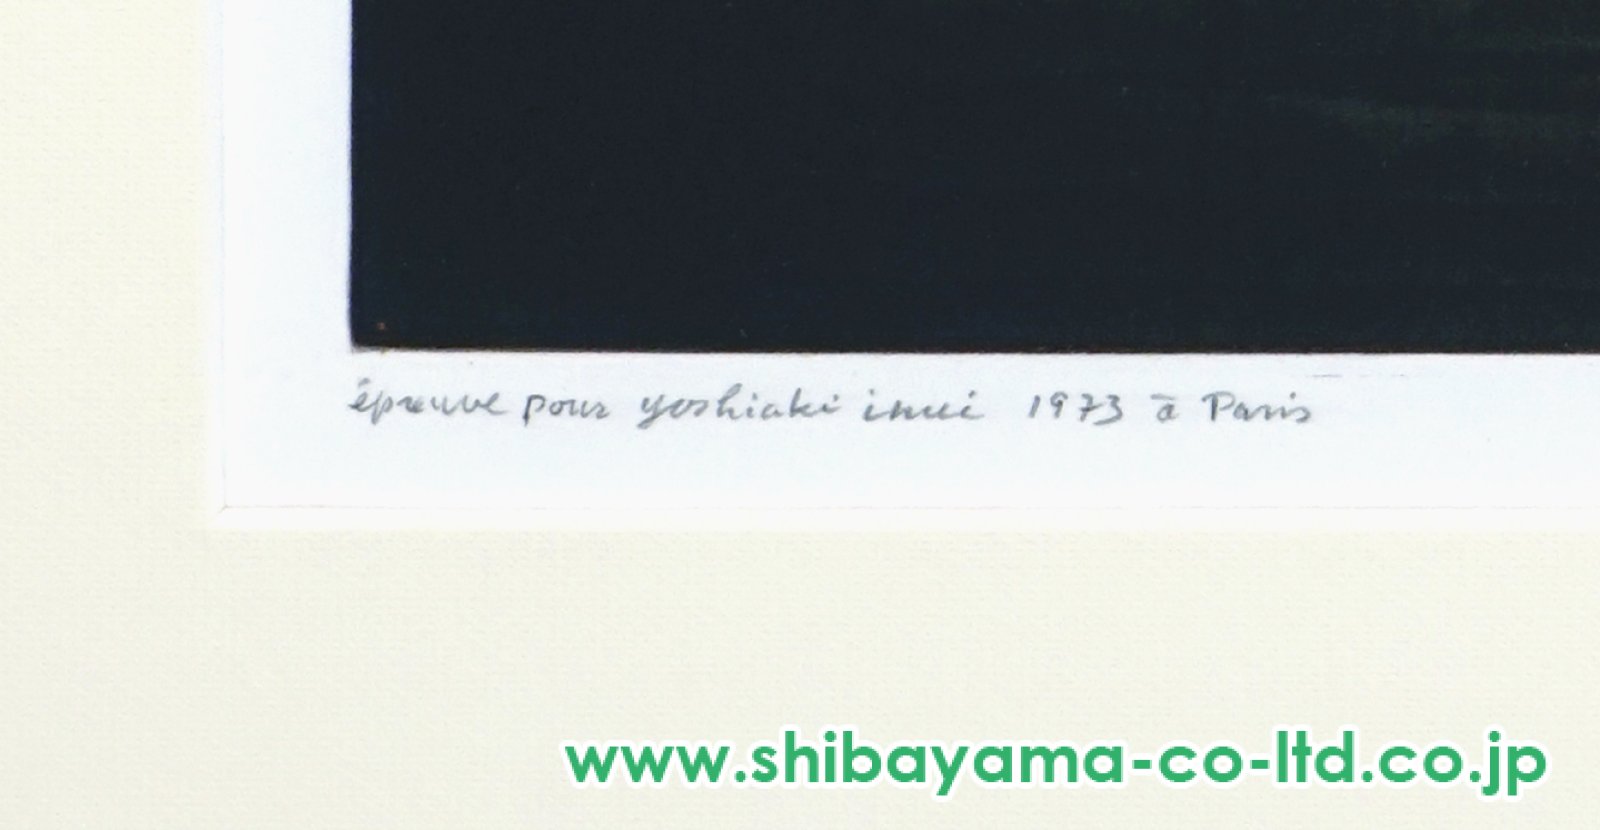 épreuve pour yoshiaki inui 1973 à Paris
www.shibayama-co-ltd.co.jp